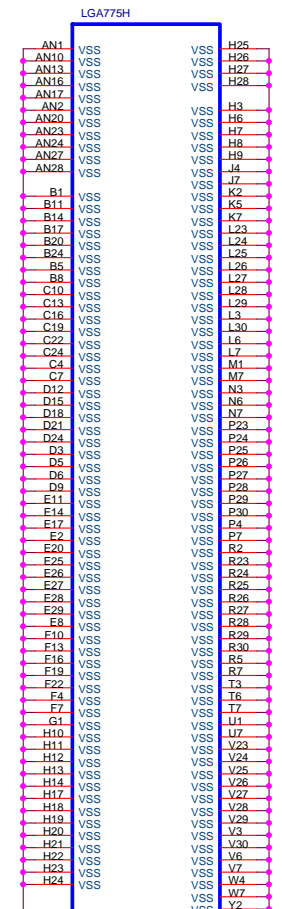 LGA775H
AN1 VSS VSS H25
AN10 VSS VSS H26
AN13 VSS VSS H27
AN16 VSS VSS H28
AN17 VSS
AN2 VSS VSS H3
AN20 VSS VSS H6
AN23 VSS VSS H7
AN24 VSS VSS H8
AN27 VSS VSS H9
AN28 VSS VSS J4
VSS J7
B1 VSS VSS K2
B11 VSS VSS K5
B14 VSS VSS K7
B17 VSS VSS L23
B20 VSS VSS L24
B24 VSS VSS L25
B5 VSS VSS L26
B8 VSS VSS L27
C10 VSS VSS L28
C13 VSS VSS L29
C16 VSS VSS L3
C19 VSS VSS L30
C22 VSS VSS L6
C24 VSS VSS L7
C4 VSS VSS M1
C7 VSS VSS M7
D12 VSS VSS N3
D15 VSS VSS N6
D18 VSS VSS N7
D21 VSS VSS P23
D24 VSS VSS P24
D3 VSS VSS P25
D5 VSS VSS P26
D6 VSS VSS P27
D9 VSS VSS P28
E11 VSS VSS P29
E14 VSS VSS P30
E17 VSS VSS P4
E2 VSS VSS P7
E20 VSS VSS R2
E25 VSS VSS R23
E26 VSS VSS R24
E27 VSS VSS R25
E28 VSS VSS R26
E29 VSS VSS R27
E8 VSS VSS R28
F10 VSS VSS R29
F13 VSS VSS R30
F16 VSS VSS R5
F19 VSS VSS R7
F22 VSS VSS T3
F4 VSS VSS T6
F7 VSS VSS T7
G1 VSS VSS U1
H10 VSS VSS U7
H11 VSS VSS V23
H12 VSS VSS V24
H13 VSS VSS V25
H14 VSS VSS V26
H17 VSS VSS V27
H18 VSS VSS V28
H19 VSS VSS V29
H20 VSS VSS V3
H21 VSS VSS V30
H22 VSS VSS V6
H23 VSS VSS V7
H24 VSS VSS W4
VSS W7
VSS Y2